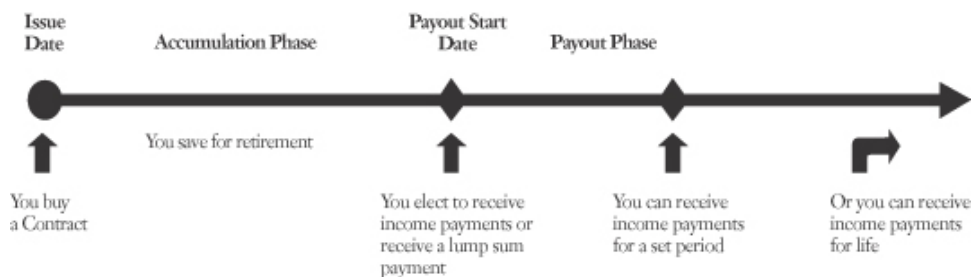 Issue
Date
Accumulation Phase
Payout Start
Date
Payout Phase
You save for retirement
You buy
a Contract
You elect to receive
income payments or
receive a lump sum
payment
You can receive
income payments
for a set period
Or you can receive
income payments
for life